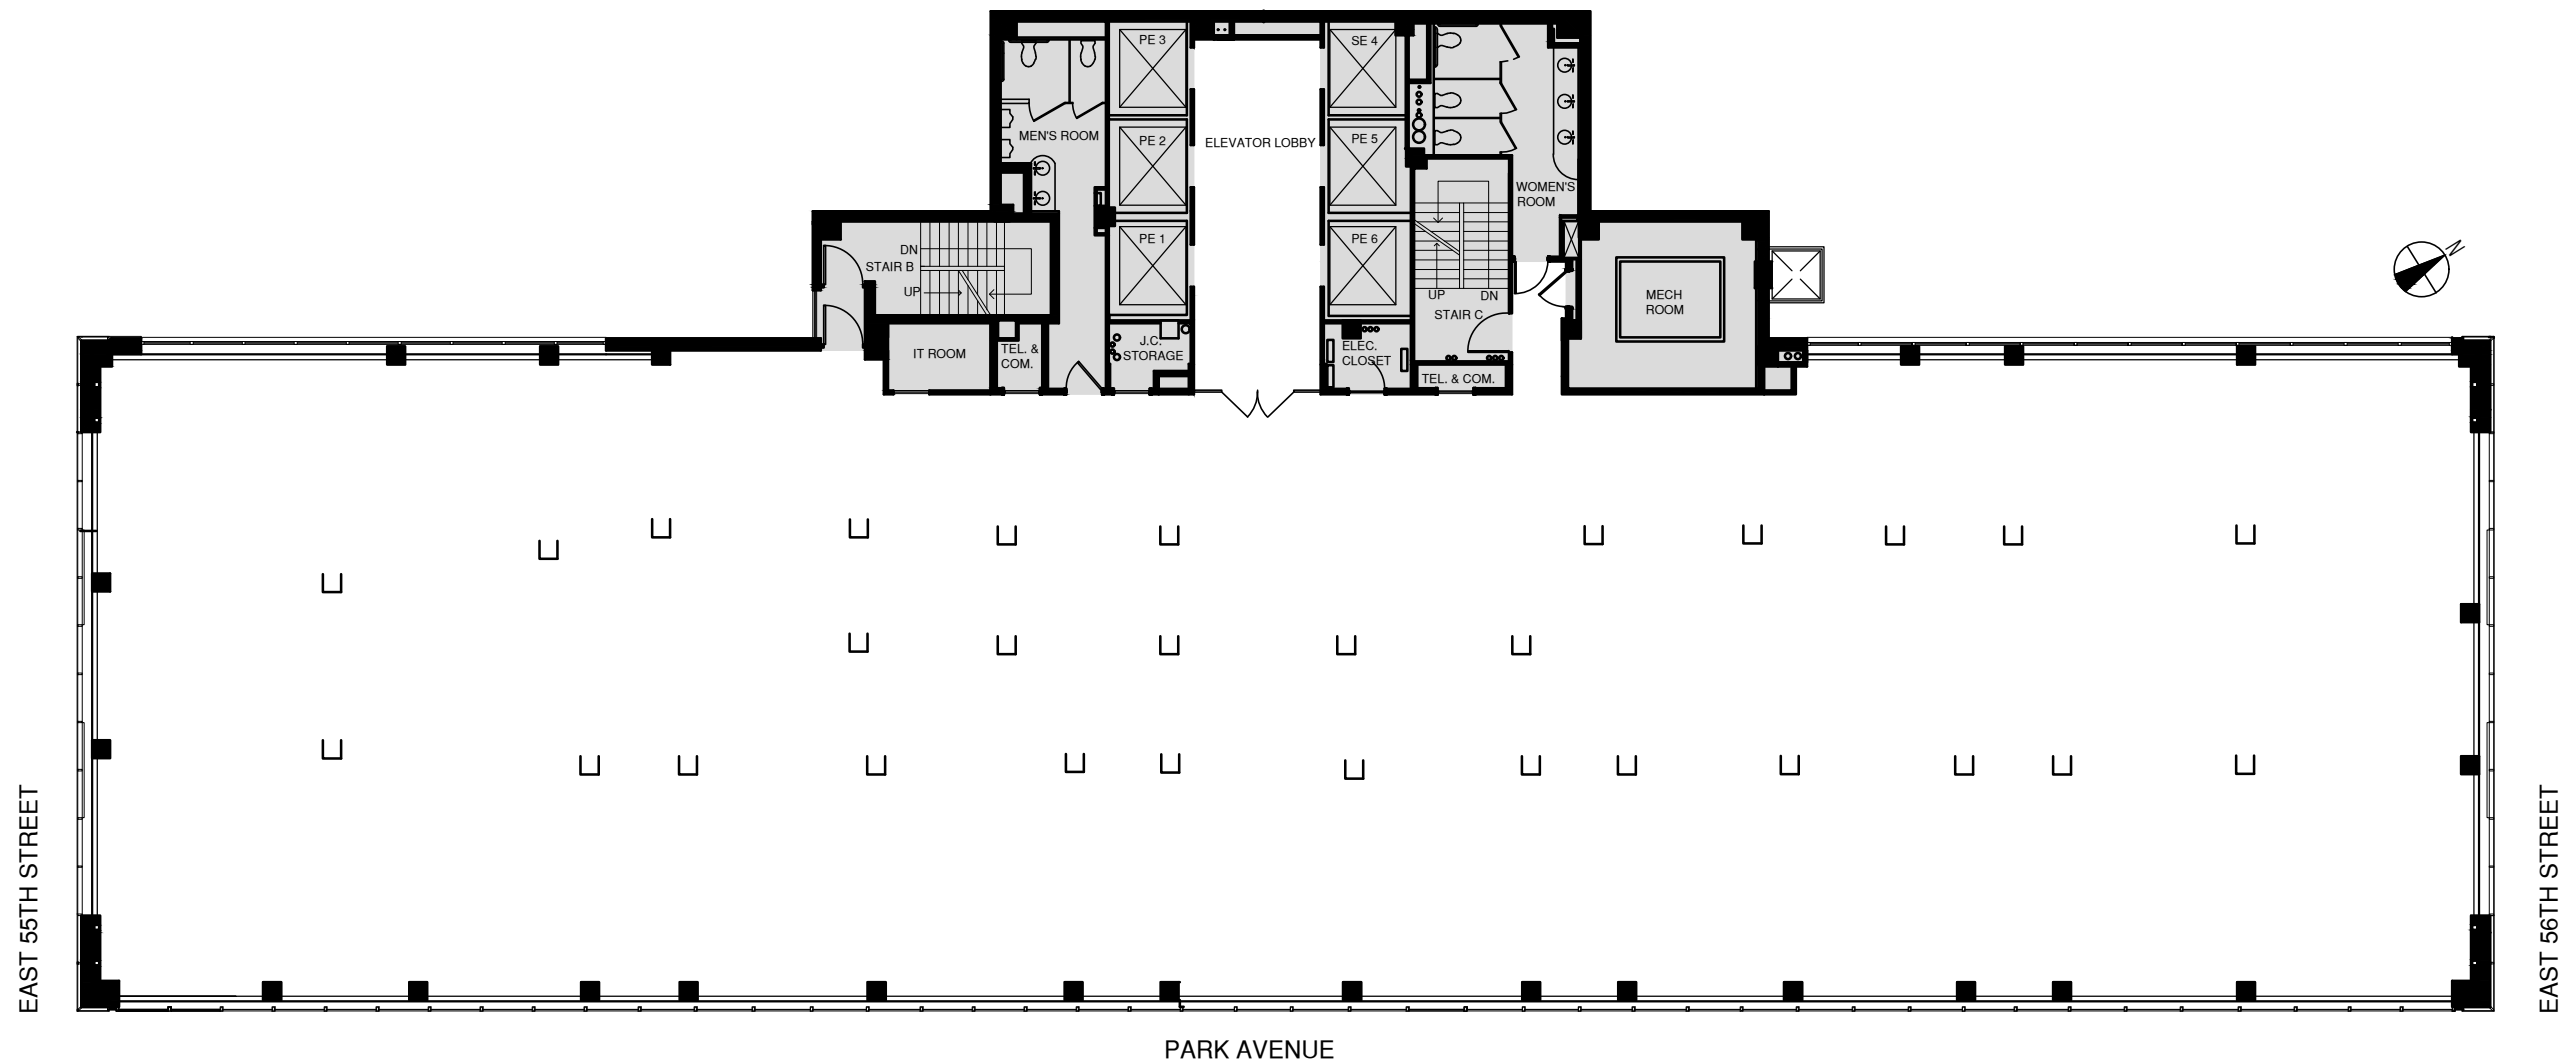 PE 3
SE 4
MEN'S ROOM
PE 2
ELEVATOR LOBBY
PE 5
WOMEN'S
ROOM
DN
STAIR B
UP
PE 1
PE 6
UP
DN
STAIR C
MECH
ROOM
N
IT ROOM
TEL. &
COM.
J.C.
STORAGE
ELEC.
CLOSET
TEL. & COM.
EAST 55TH STREET
EAST 56TH STREET
PARK AVENUE